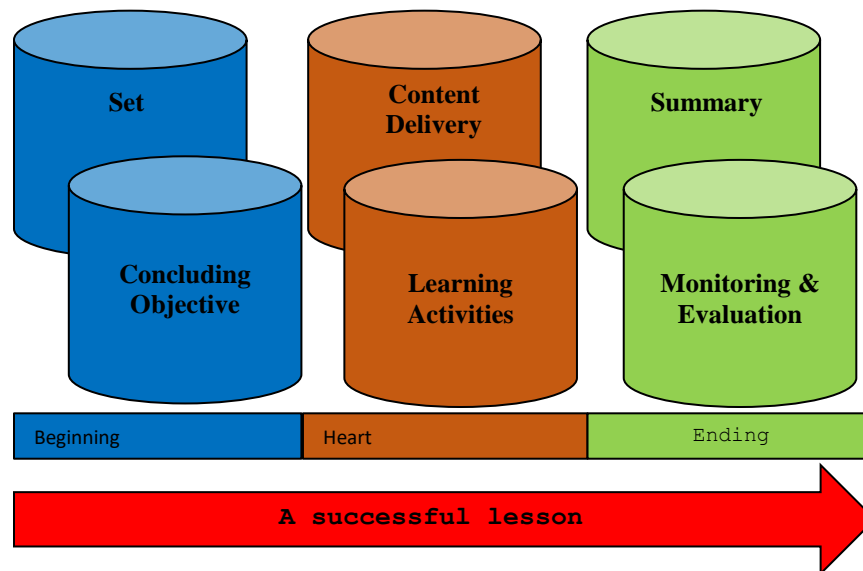 Set
Content
Delivery
Summary
Concluding
Objective
Learning
Activities
Monitoring &
Evaluation
Beginning
Heart
Ending
A successful lesson